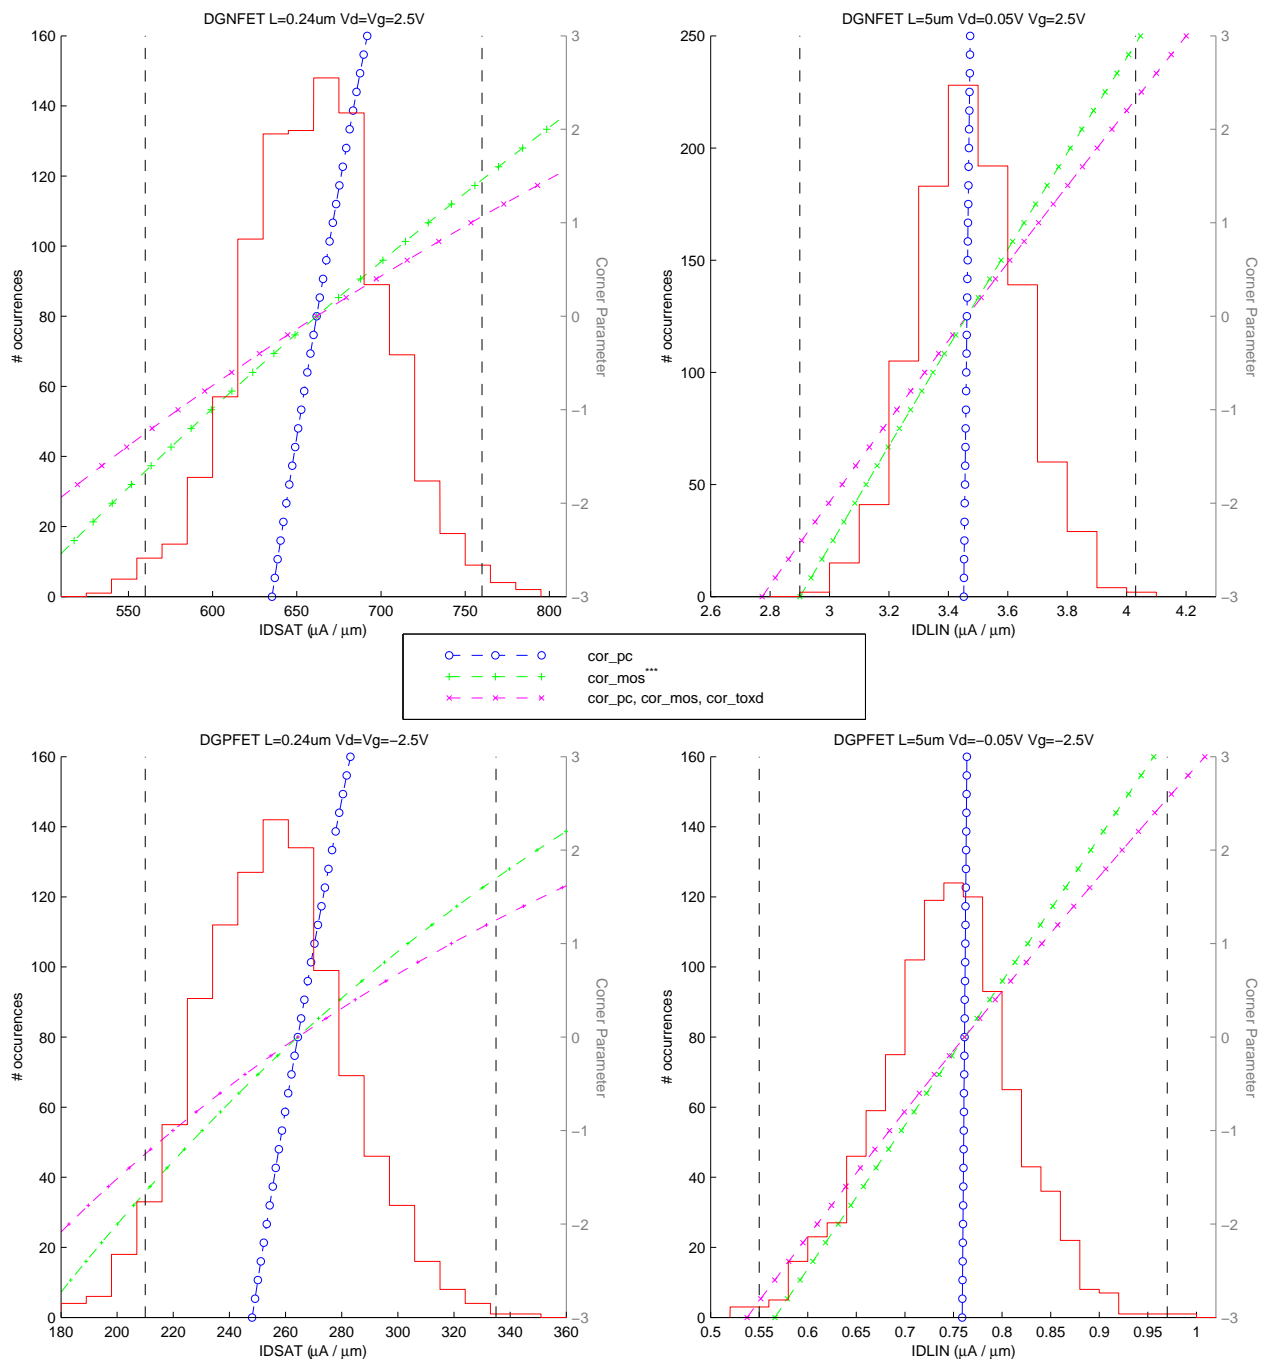 DGNFET L=0.24um Vd=Vg=2.5V
160
140
120
100
80
60
40
20
0
# occurrences
550 600 650 700 750 800
IDSAT (μA / μm)
3
2
1
0
−1
−2
−3
Corner Parameter
DGNFET L=5um Vd=0.05V Vg=2.5V
250
200
150
100
50
0
# occurrences
2.6 2.8 3 3.2 3.4 3.6 3.8 4 4.2
IDLIN (μA / μm)
3
2
1
0
−1
−2
−3
Corner Parameter
cor_pc
cor_mos***
cor_pc, cor_mos, cor_toxd
DGPFET L=0.24um Vd=Vg=−2.5V
160
140
120
100
80
60
40
20
0
# occurrences
180 200 220 240 260 280 300 320 340 360
IDSAT (μA / μm)
3
2
1
0
−1
−2
−3
Corner Parameter
DGPFET L=5um Vd=−0.05V Vg=−2.5V
160
140
120
100
80
60
40
20
0
# occurrences
0.5 0.55 0.6 0.65 0.7 0.75 0.8 0.85 0.9 0.95 1
IDLIN (μA / μm)
3
2
1
0
−1
−2
−3
Corner Parameter